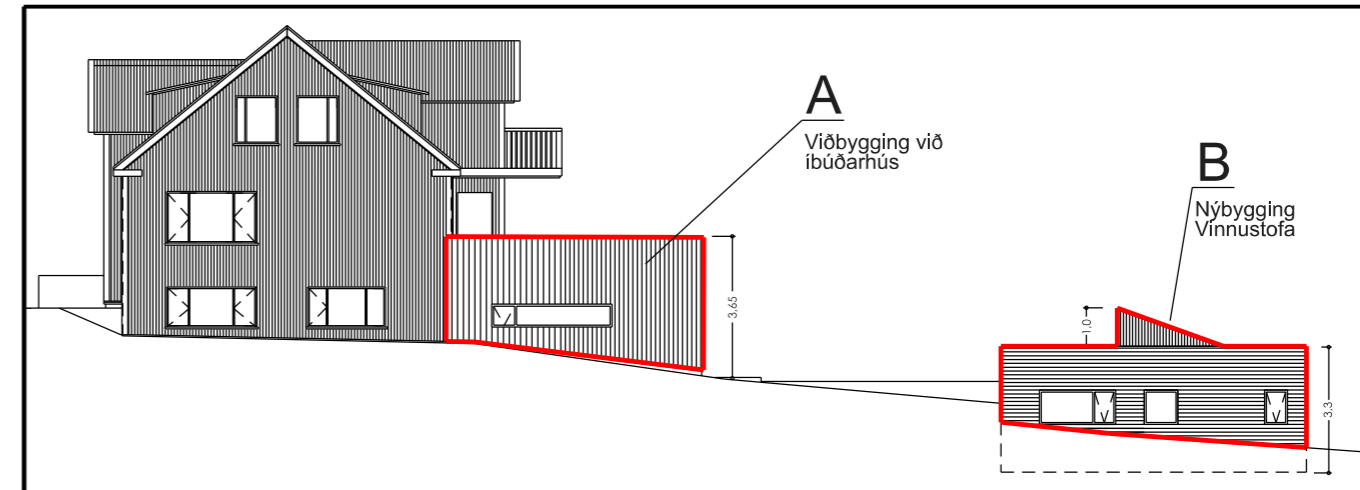 A
Viðbygging við
íbúðarhús
B
Nýbygging
Vinnustofa
3,65
1,0
3,3